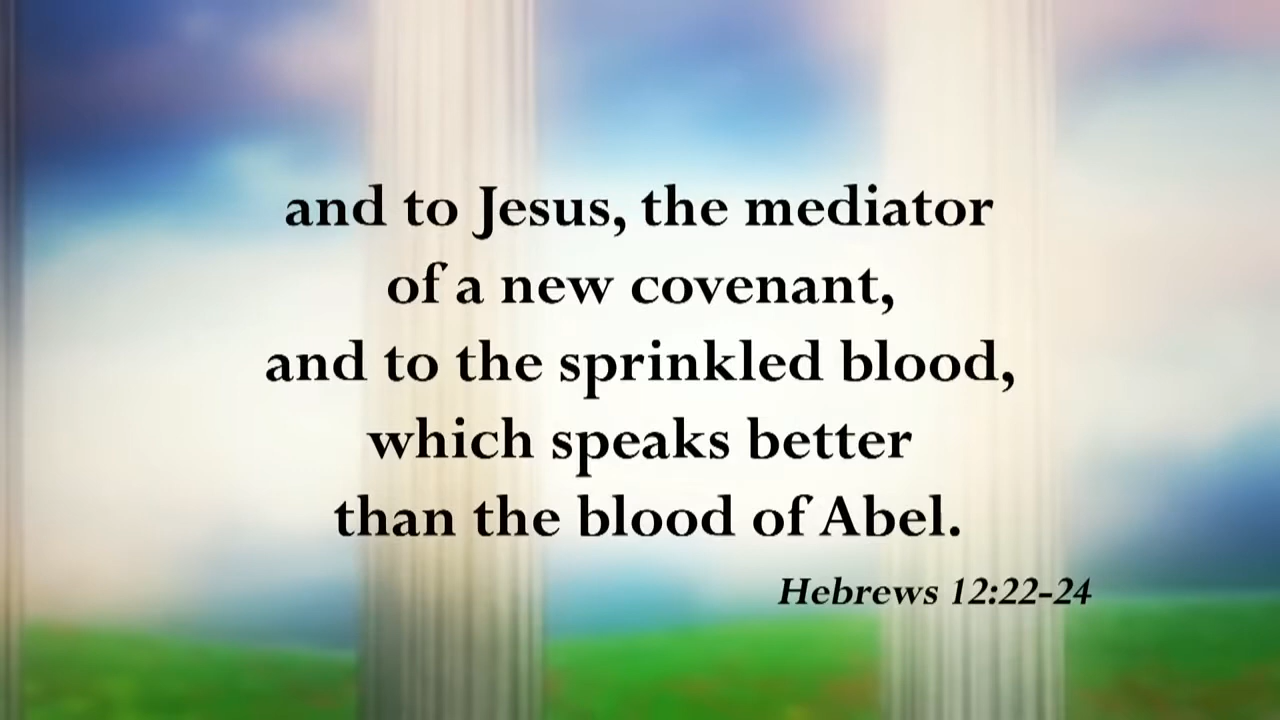 and to Jesus, the mediator
of a new covenant,
and to the sprinkled blood,
which speaks better
than the blood of Abel.
Hebrews 12:22-24